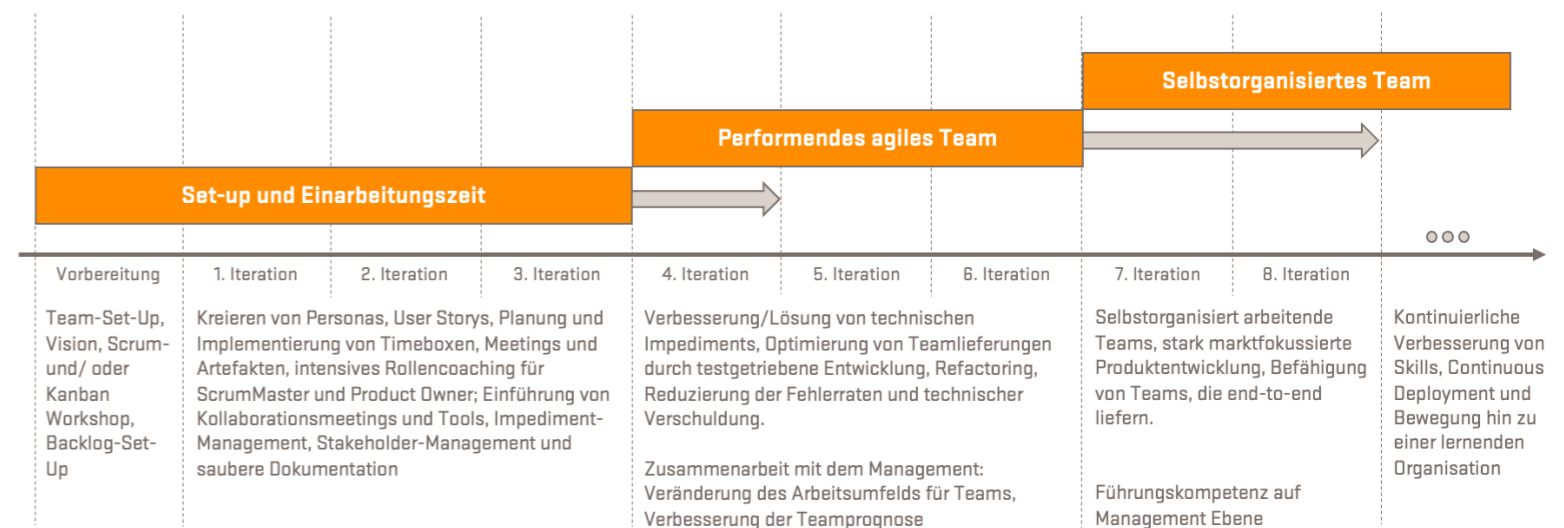 Selbstorganisiertes Team
Performendes agiles Team
Set-up und Einarbeitungszeit
Vorbereitung
1. Iteration
2. Iteration
3. Iteration
4. Iteration
5. Iteration
6. Iteration
7. Iteration
8. Iteration
Team-Set-Up,
Vision, Scrum-
und/ oder
Kanban
Workshop,
Backlog-Set-
Up
Kreieren von Personas, User Storys, Planung und
Implementierung von Timeboxen, Meetings und
Artefakten, intensives Rollencoaching für
ScrumMaster und Product Owner; Einführung von
Kollaborationsmeetings und Tools, Impediment-
Management, Stakeholder-Management und
saubere Dokumentation
Verbesserung/Lösung von technischen
Impediments, Optimierung von Teamlieferungen
durch testgetriebene Entwicklung, Refactoring,
Reduzierung der Fehlerraten und technischer
Verschuldung.
Zusammenarbeit mit dem Management:
Veränderung des Arbeitsumfelds für Teams,
Verbesserung der Teamprognose
Selbstorganisiert arbeitende
Teams, stark marktfokussierte
Produktentwicklung, Befähigung
von Teams, die end-to-end
liefern.
Führungskompetenz auf
Management Ebene
Kontinuierliche
Verbesserung von
Skills, Continuous
Deployment und
Bewegung hin zu
einer lernenden
Organisation